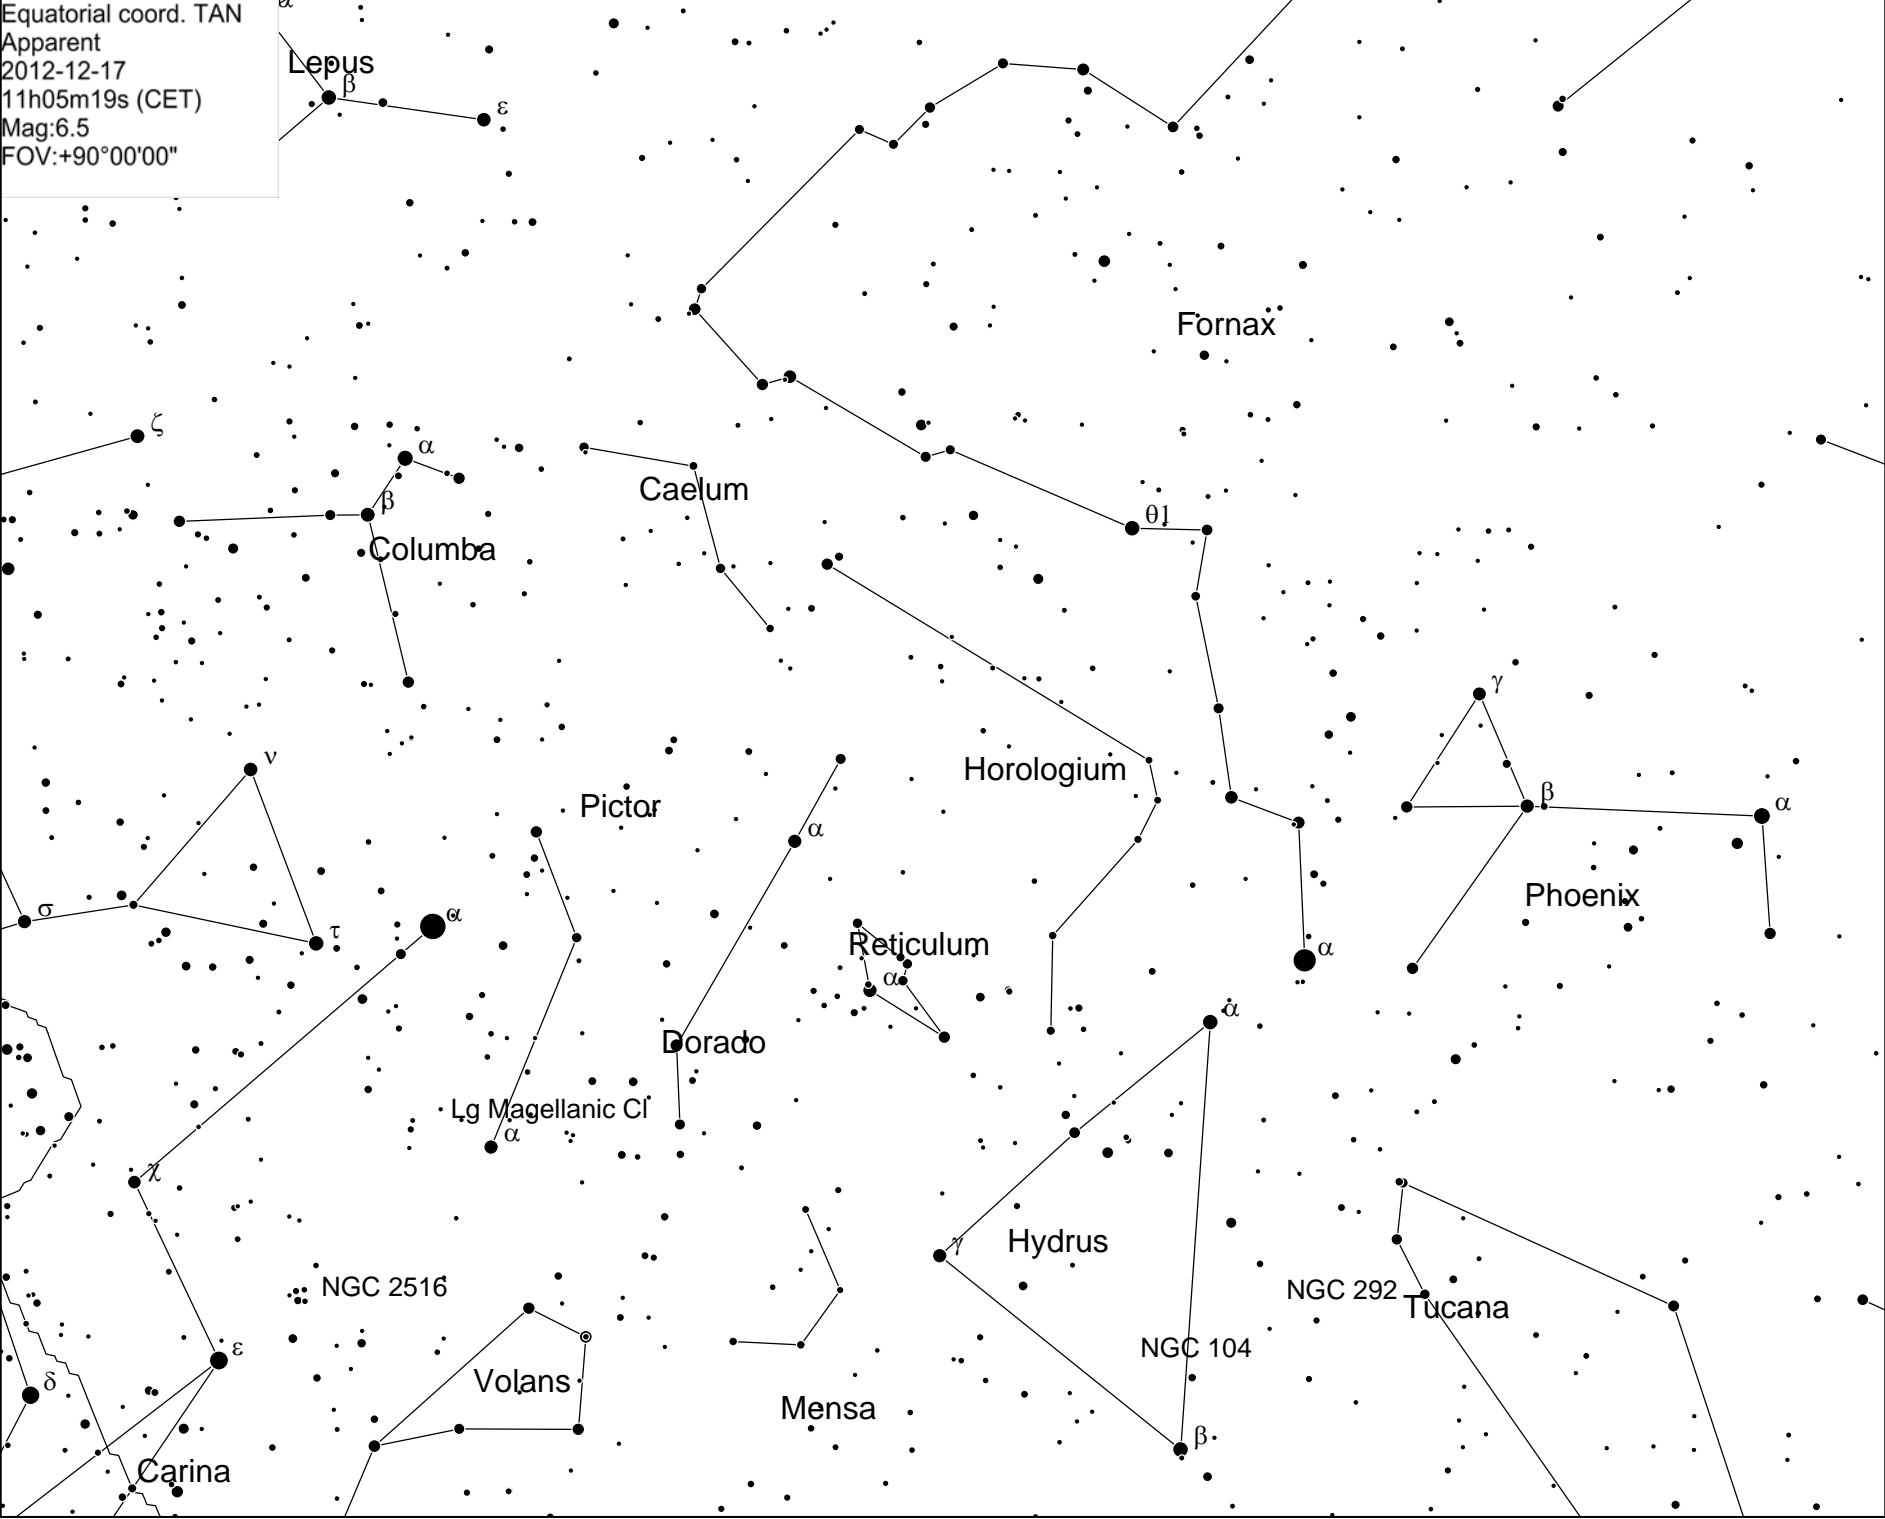 Equatorial coord. TAN
Apparent
2012-12-17
11h05m19s (CET)
Mag:6.5
FOV:+90°00'00"
α
Lepus
β
ε
Fornax
ζ
α
Caelum
β
θ1
Columba
γ
ν
Horologium
β
α
Pictor
α
Phoenix
σ
α
τ
Reticulum
α
α
α
Dorado
Lg Magellanic Cl
α
χ
γ
Hydrus
NGC 2516
NGC 292
Tucana
ε
NGC 104
δ
Volans
Mensa
β
Carina